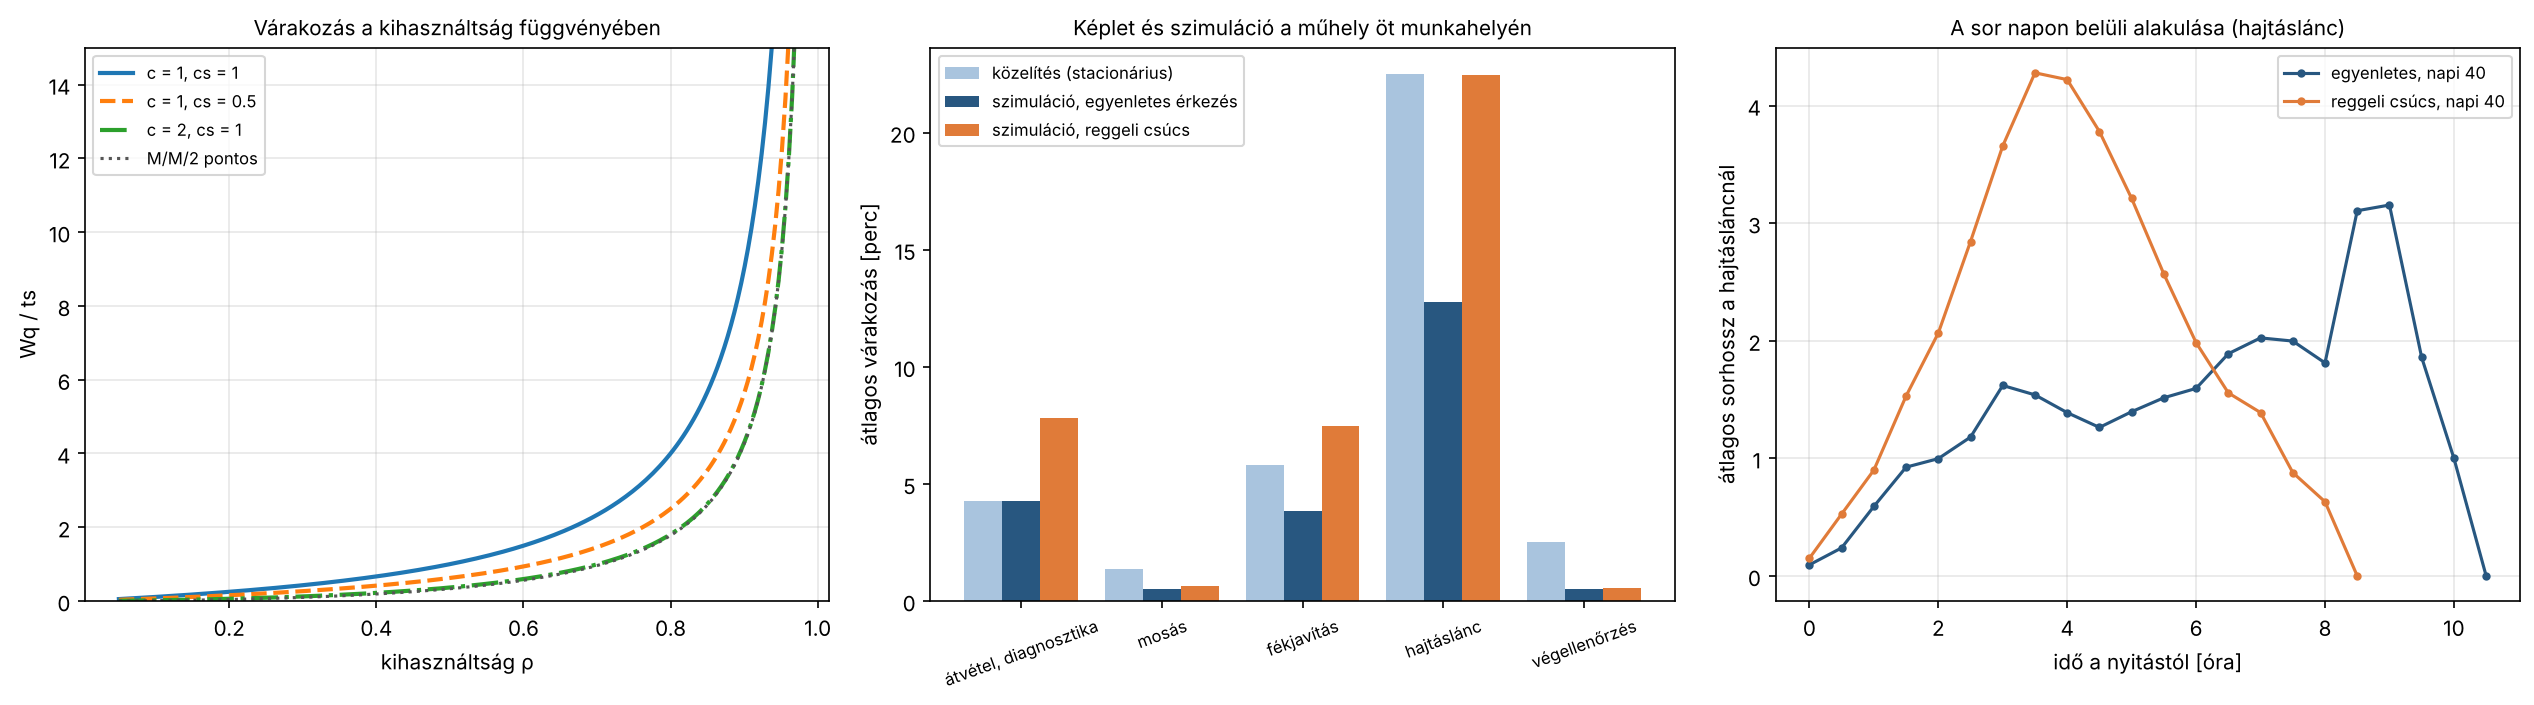 Várakozás a kihasználtság függvényében
c = 1, cs = 1
c = 1, cs = 0.5
c = 2, cs = 1
M/M/2 pontos
Wq / ts
14
12
10
8
6
4
2
0
0.2
0.4
0.6
0.8
1.0
kihasználtság ρ
Képlet és szimuláció a műhely öt munkahelyén
közelítés (stacionárius)
szimuláció, egyenletes érkezés
szimuláció, reggeli csúcs
átlagos várakozás [perc]
20
15
10
5
0
átvétel, diagnosztika
mosás
fékjavítás
hajtáslánc
végellenőrzés
A sor napon belüli alakulása (hajtáslánc)
egyenletes, napi 40
reggeli csúcs, napi 40
átlagos sorhossz a hajtásláncnál
4
3
2
1
0
0
2
4
6
8
10
idő a nyitástól [óra]